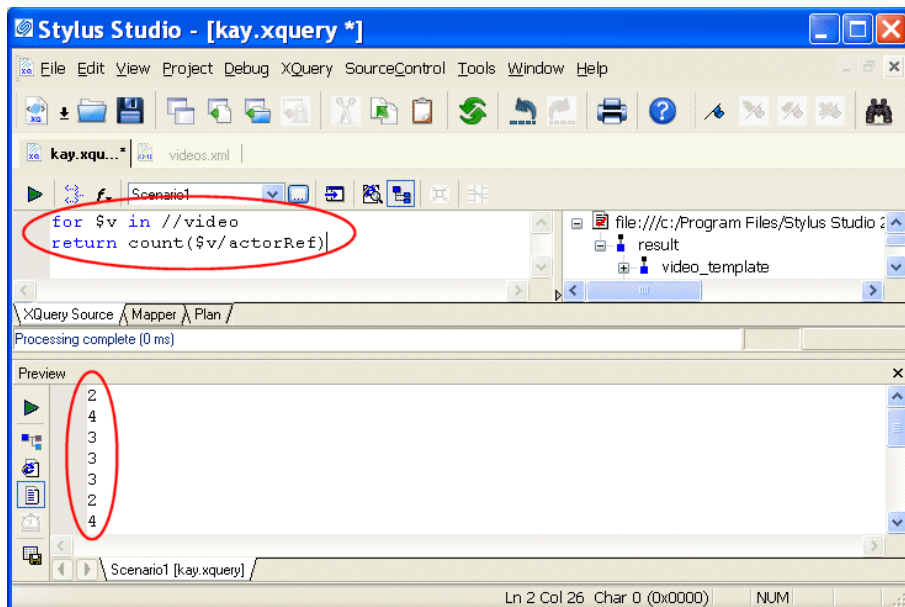 Stylus Studio - [kay.xquery *]
File Edit View Project Debug XQuery SourceControl Tools Window Help
kay.xqu...* videos.xml
Scenario1
for $v in //video
return count($v/actorRef)
file:///c:/Program Files/Stylus Studio 2
result
video_template
XQuery Source Mapper Plan
Processing complete (0 ms)
Preview
2
4
3
3
3
2
4
Scenario1 [kay.xquery]
Ln 2 Col 26 Char 0 (0x0000) NUM